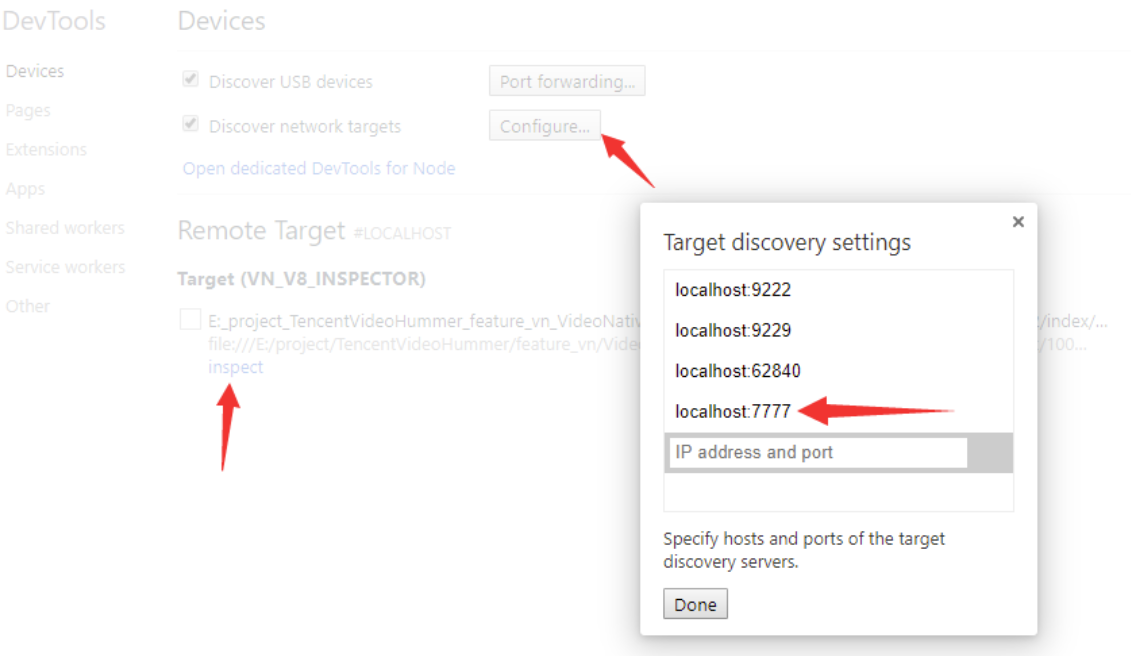 DevTools
Devices
Devices
Pages
Extensions
Apps
Shared workers
Service workers
Other
Discover USB devices
Port forwarding...
Discover network targets
Configure...
Open dedicated DevTools for Node
Remote Target #LOCALHOST
Target (VN_V8_INSPECTOR)
E:_project_TencentVideoHummer_feature_vn_VideoNativ
/index/...
file:///E:/project/TencentVideoHummer/feature_vn/Vide
/100...
inspect
Target discovery settings
×
localhost:9222
localhost:9229
localhost:62840
localhost:7777
IP address and port
Specify hosts and ports of the target
discovery servers.
Done